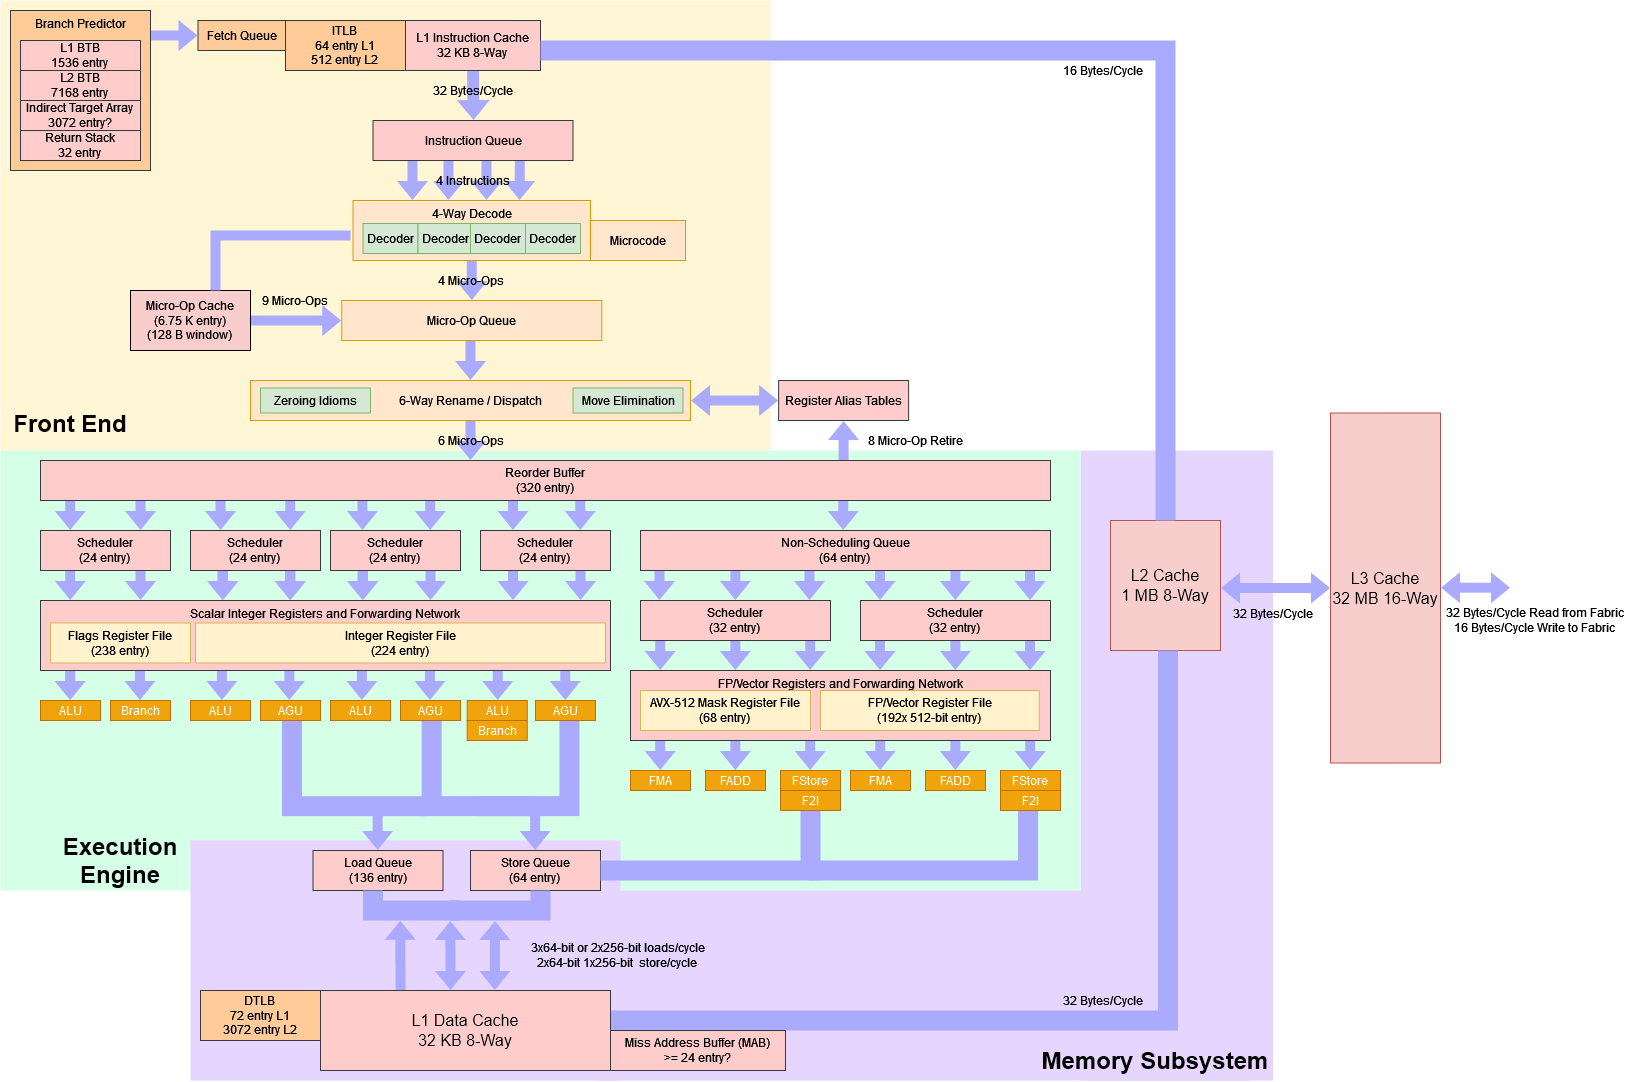 Branch Predictor
L1 BTB
1536 entry
L2 BTB
7168 entry
Indirect Target Array
3072 entry?
Return Stack
32 entry
Fetch Queue
ITLB
64 entry L1
512 entry L2
L1 Instruction Cache
32 KB 8-Way
16 Bytes/Cycle
32 Bytes/Cycle
Instruction Queue
4 Instructions
4-Way Decode
Decoder
Decoder
Decoder
Decoder
Microcode
4 Micro-Ops
Micro-Op Cache
(6.75 K entry)
(128 B window)
9 Micro-Ops
Micro-Op Queue
Zeroing Idioms
6-Way Rename / Dispatch
Move Elimination
Register Alias Tables
Front End
6 Micro-Ops
8 Micro-Op Retire
Reorder Buffer
(320 entry)
Scheduler
(24 entry)
Scheduler
(24 entry)
Scheduler
(24 entry)
Scheduler
(24 entry)
Non-Scheduling Queue
(64 entry)
Scalar Integer Registers and Forwarding Network
Flags Register File
(238 entry)
Integer Register File
(224 entry)
Scheduler
(32 entry)
Scheduler
(32 entry)
FP/Vector Registers and Forwarding Network
AVX-512 Mask Register File
(68 entry)
FP/Vector Register File
(192x 512-bit entry)
ALU
Branch
ALU
AGU
ALU
AGU
ALU
Branch
AGU
FMA
FADD
FStore
F2I
FMA
FADD
FStore
F2I
L2 Cache
1 MB 8-Way
32 Bytes/Cycle
L3 Cache
32 MB 16-Way
32 Bytes/Cycle Read from Fabric
16 Bytes/Cycle Write to Fabric
Execution
Engine
Load Queue
(136 entry)
Store Queue
(64 entry)
3x64-bit or 2x256-bit loads/cycle
2x64-bit 1x256-bit store/cycle
DTLB
72 entry L1
3072 entry L2
L1 Data Cache
32 KB 8-Way
32 Bytes/Cycle
Miss Address Buffer (MAB)
>= 24 entry?
Memory Subsystem